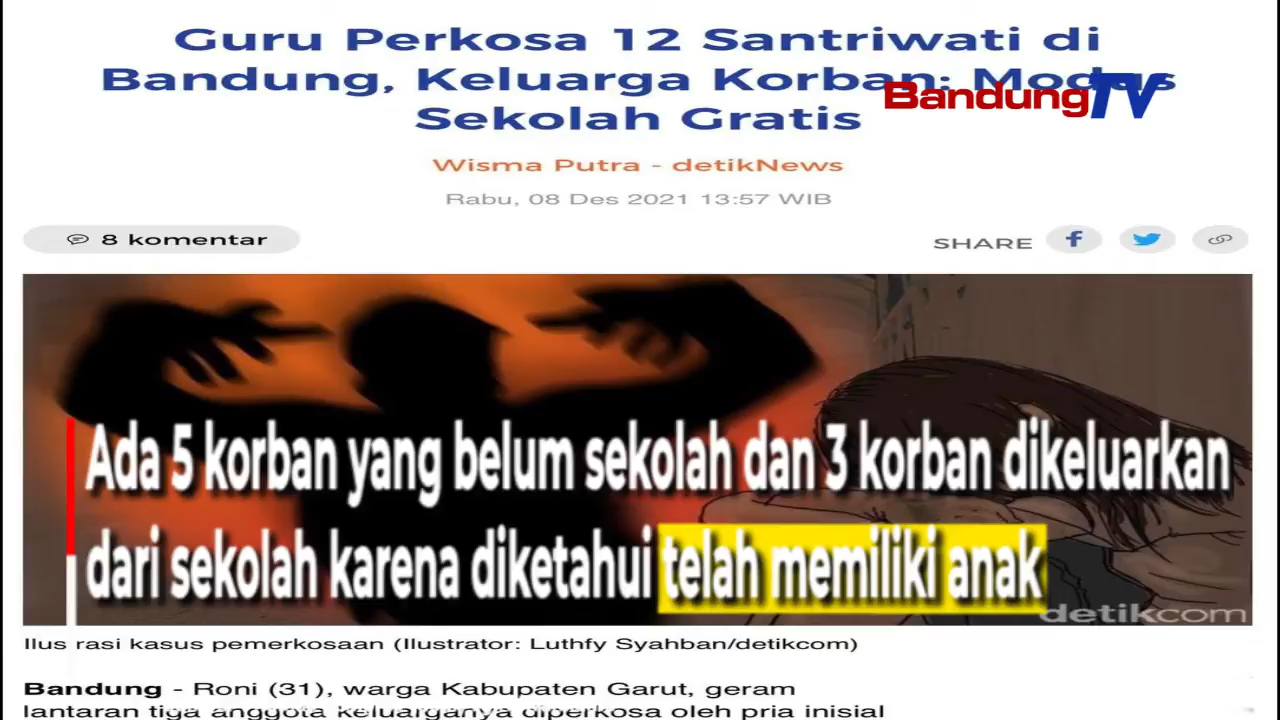 Guru Perkosa 12 Santriwati di
Bandung, Keluarga Korban: Modus
BandungTV
Sekolah Gratis
Wisma Putra - detikNews
Rabu, 08 Des 2021 13:57 WIB
8 komentar
SHARE
Ada 5 korban yang belum sekolah dan 3 korban dikeluarkan
dari sekolah karena diketahui telah memiliki anak
detikcom
Ilus rasi kasus pemerkosaan (Ilustrator: Luthfy Syahban/detikcom)
Bandung - Roni (31), warga Kabupaten Garut, geram
lantaran tiga anggota keluarganya diperkosa oleh pria inisial